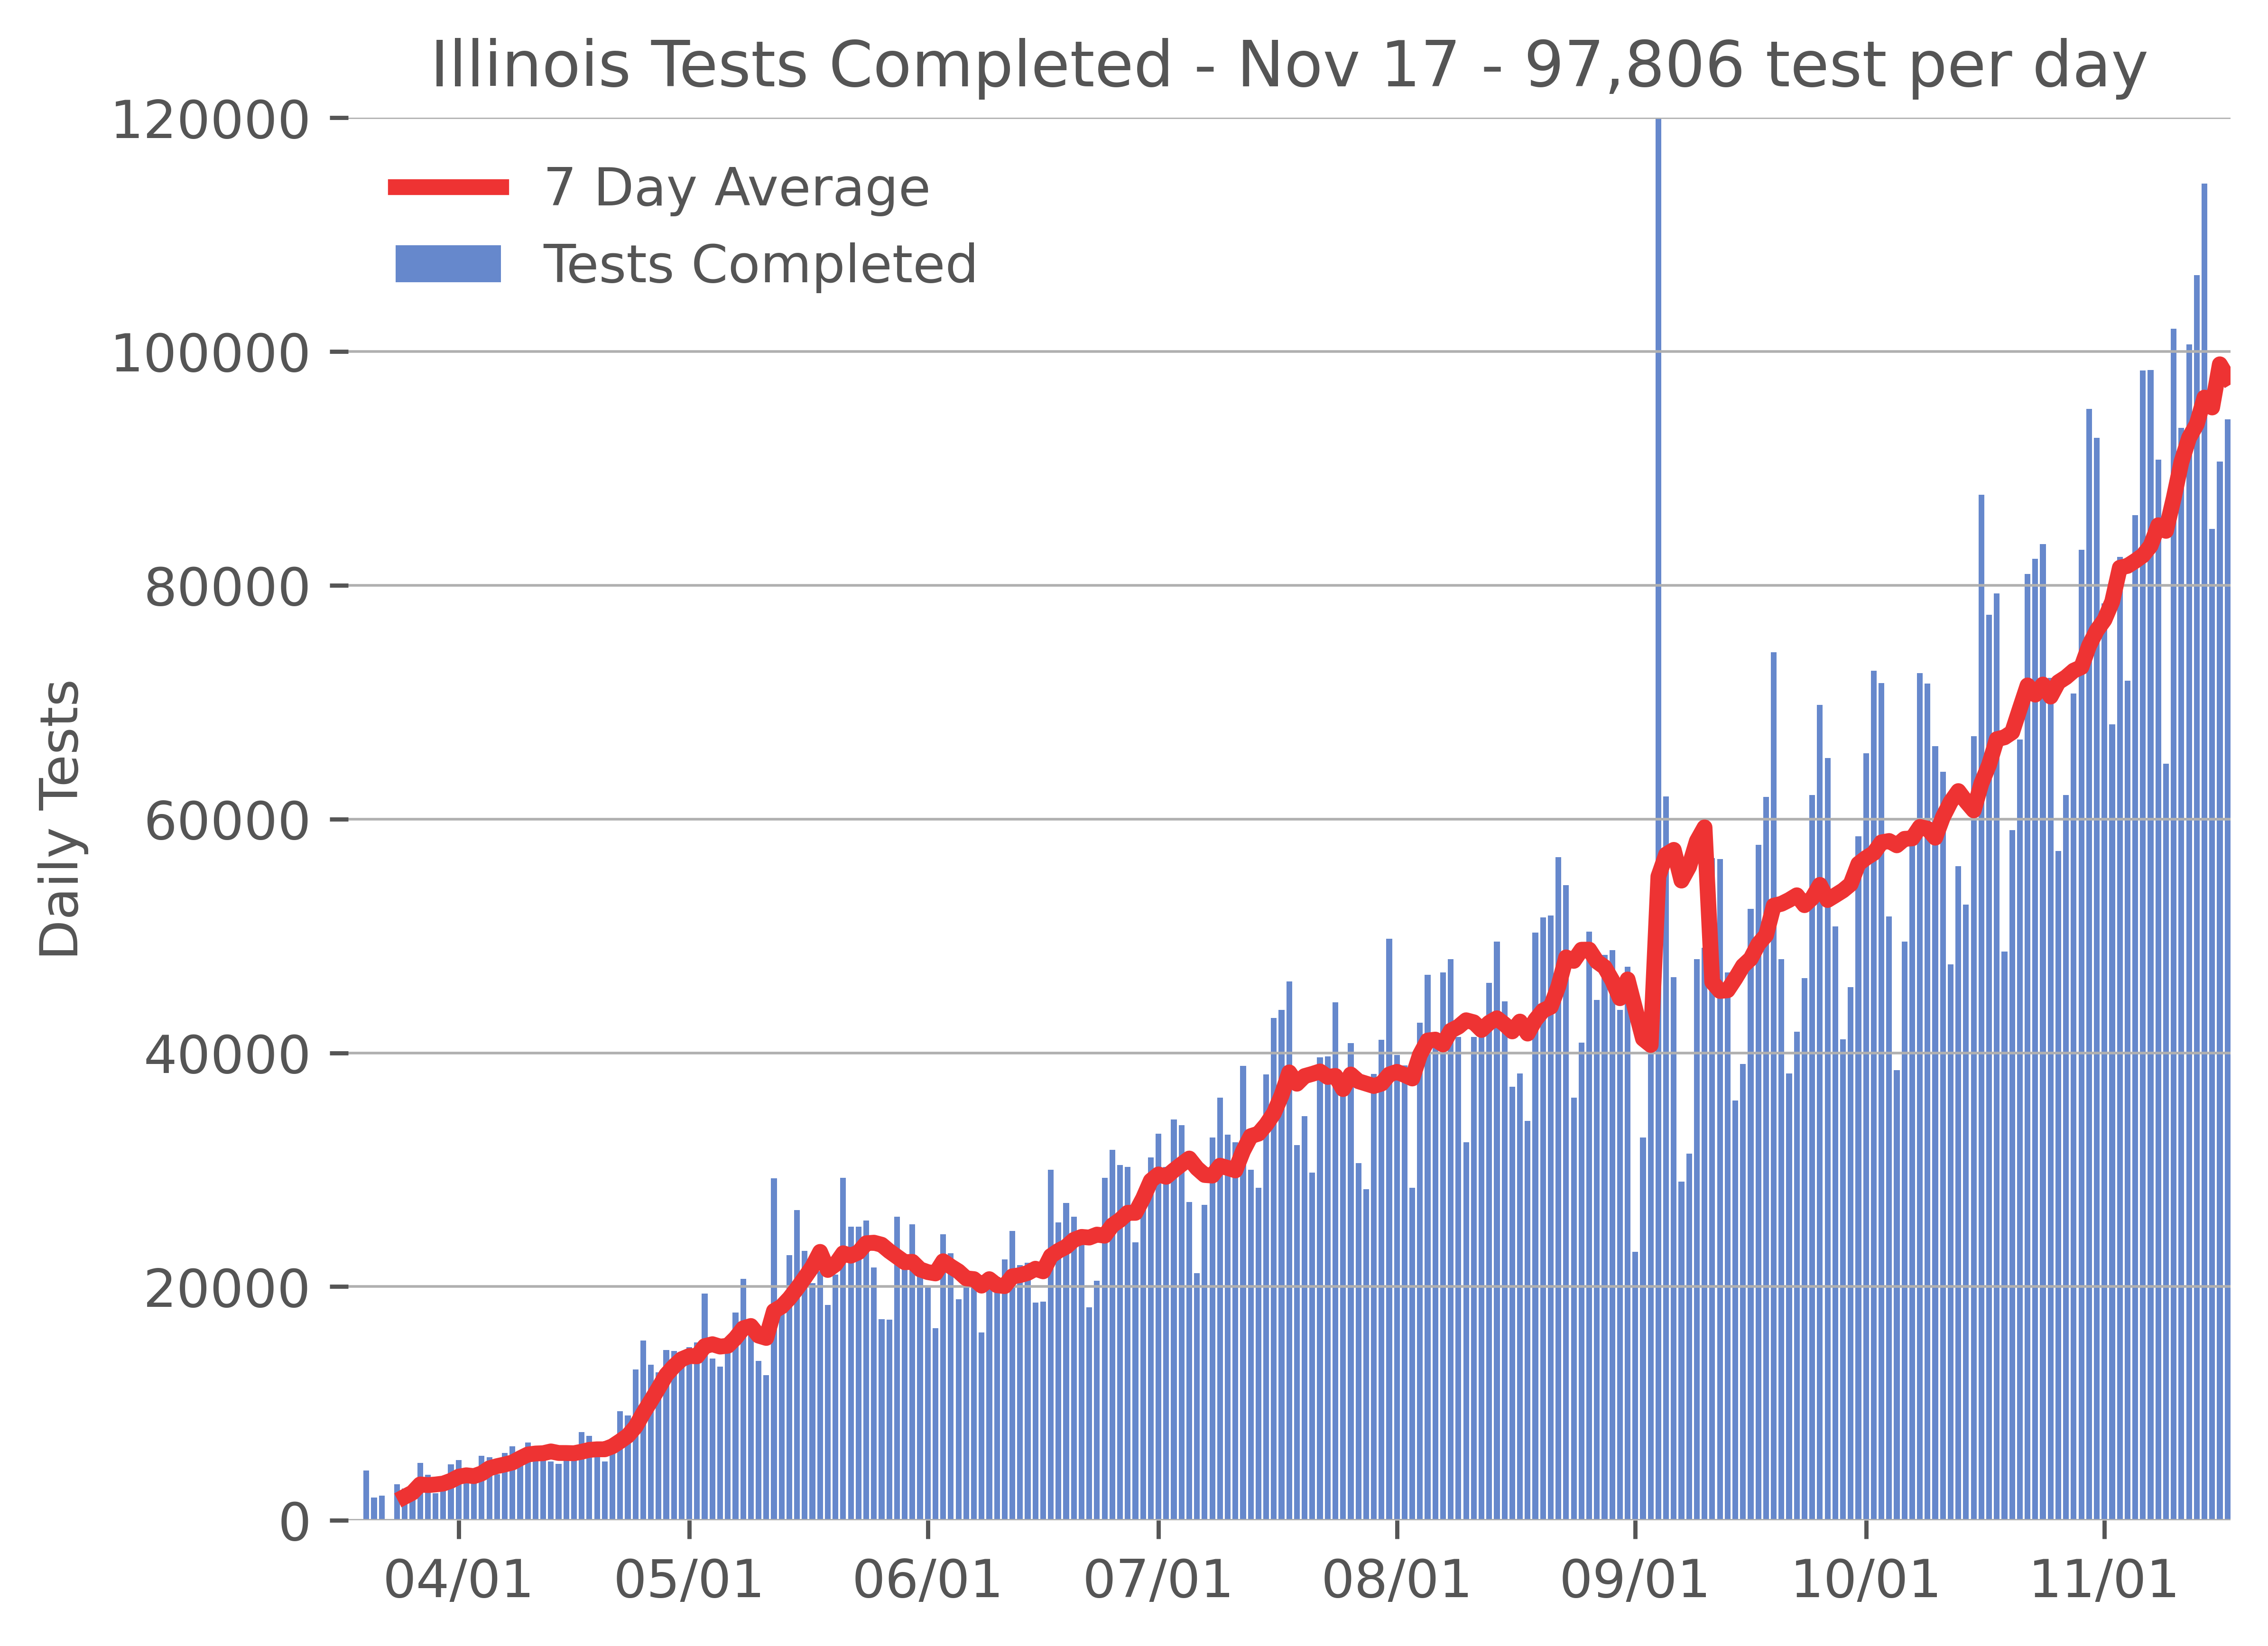 Illinois Tests Completed - Nov 17 - 97,806 test per day
120000
7 Day Average
Tests Completed
100000
80000
Daily Tests
60000
40000
20000
0
04/01 05/01 06/01 07/01 08/01 09/01 10/01 11/01